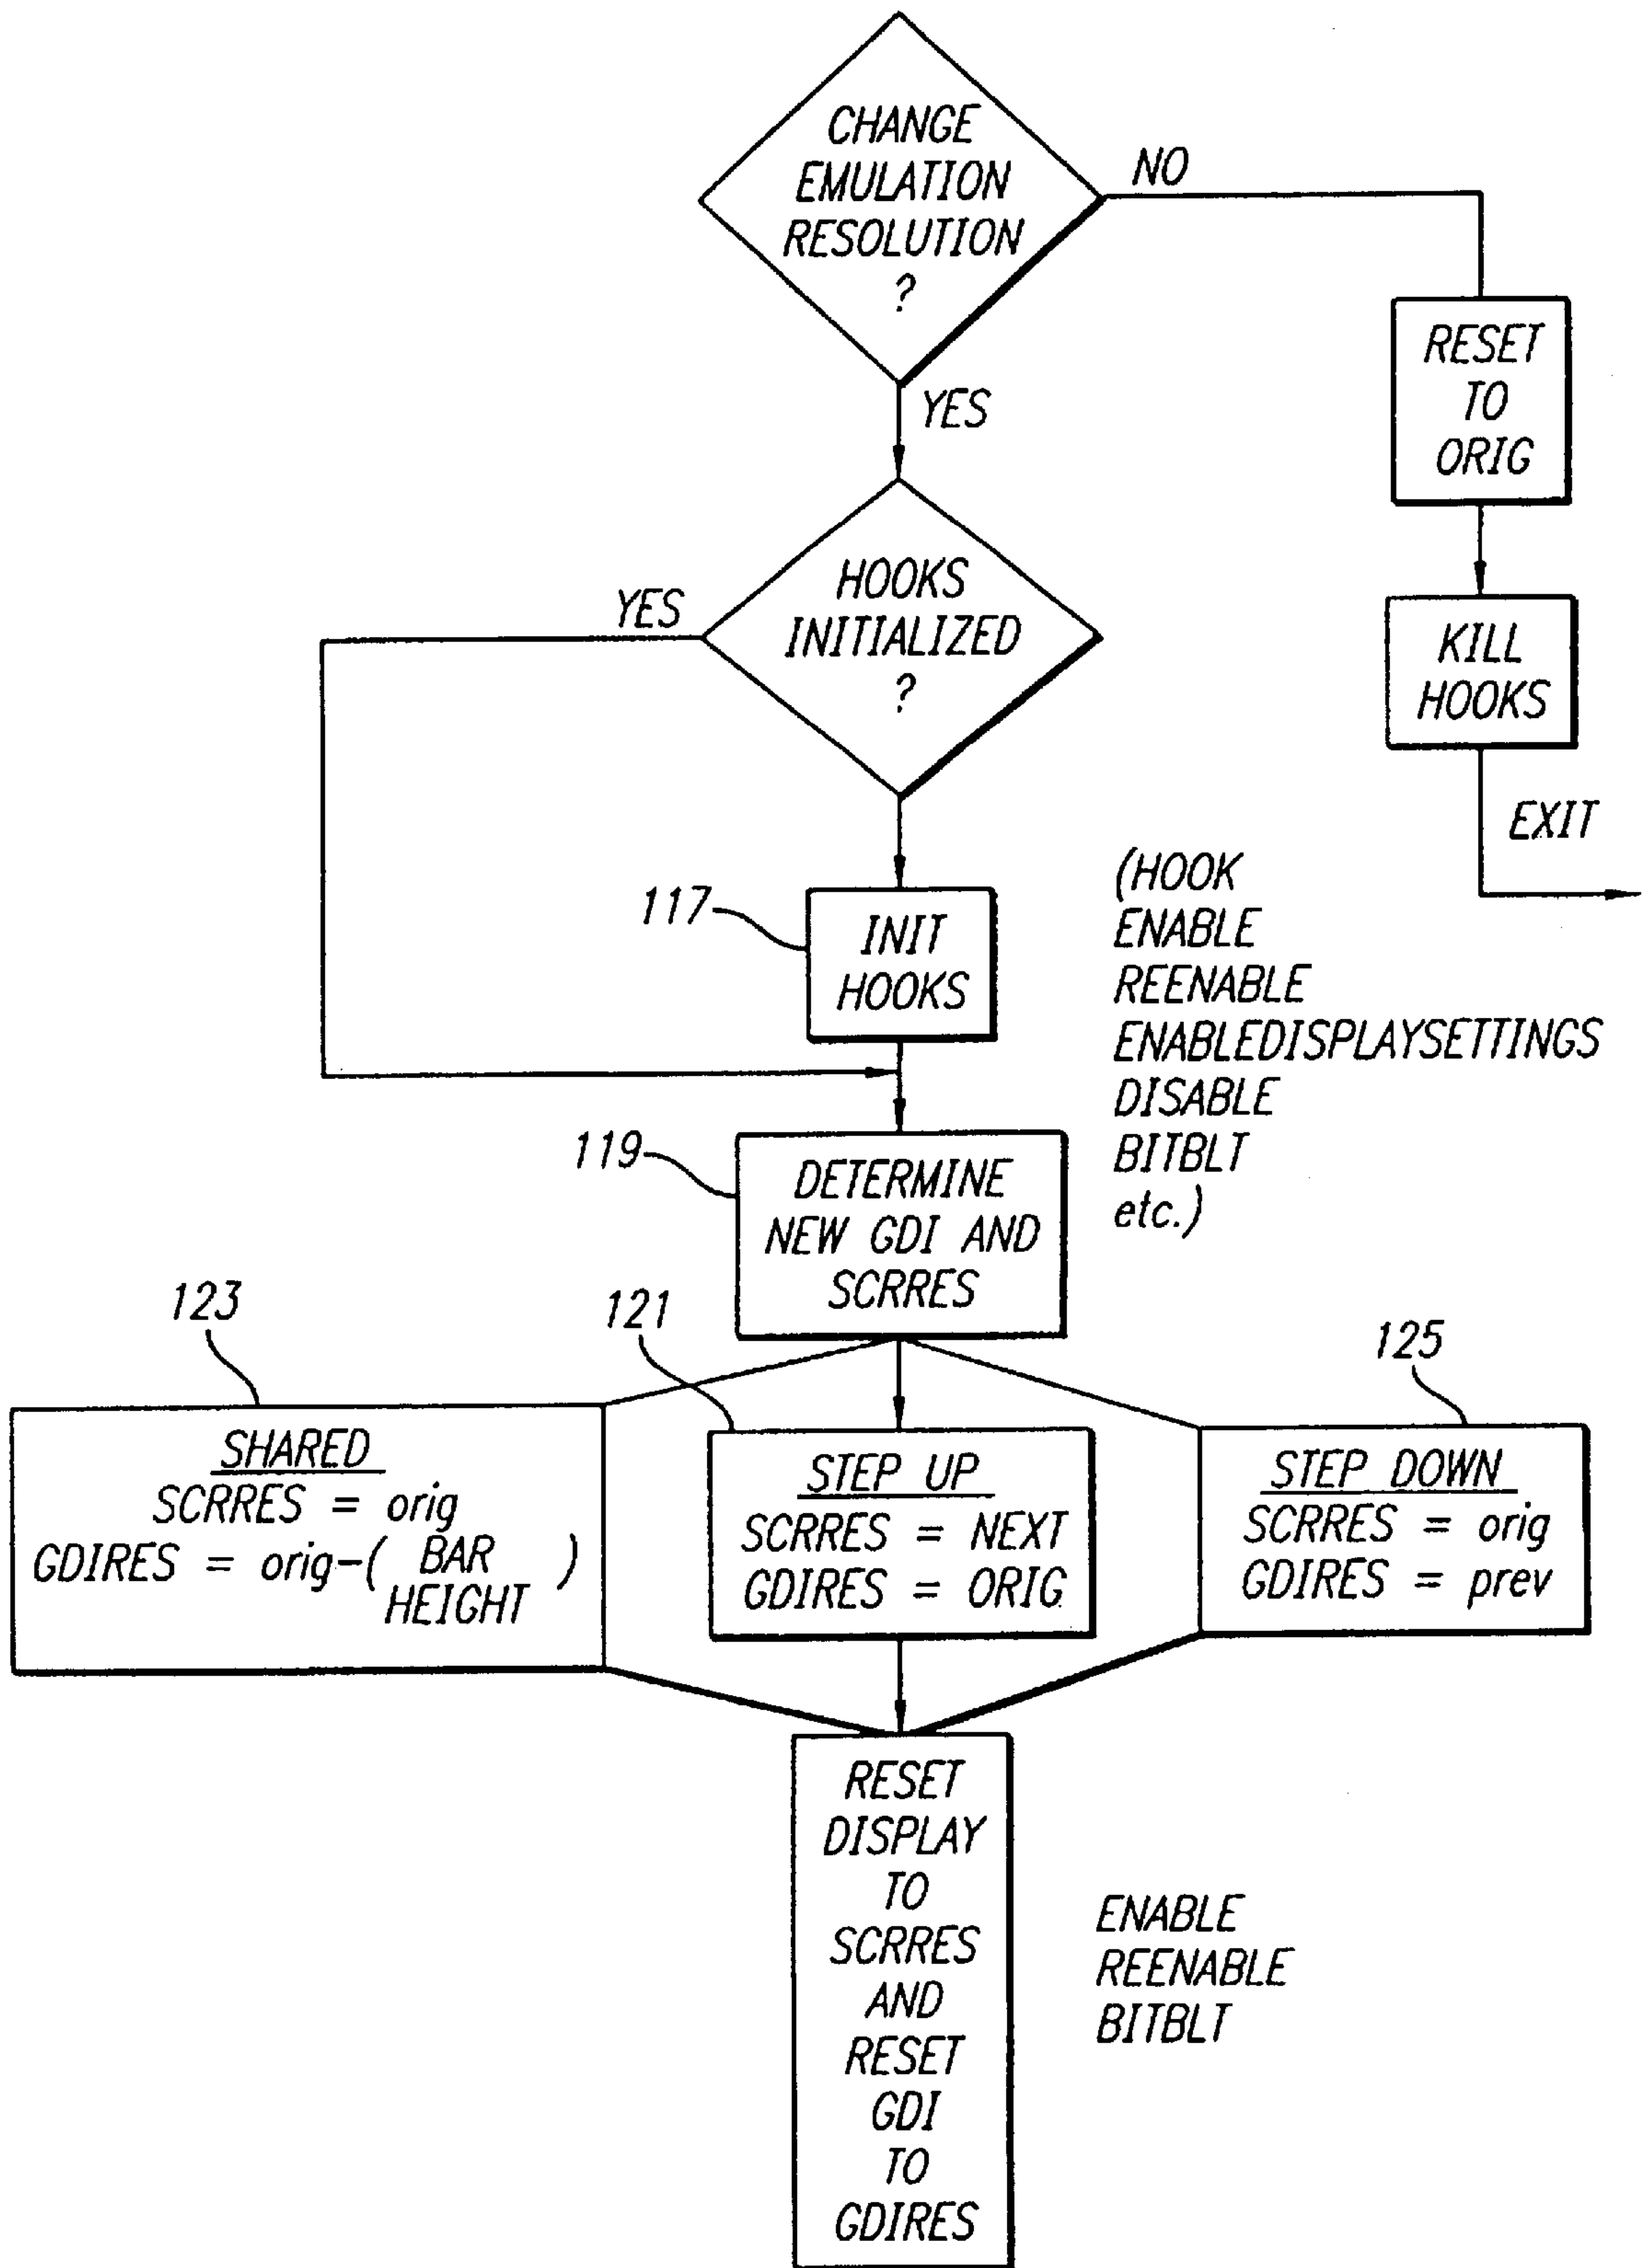 CHANGE
EMULATION
RESOLUTION
?
NO
YES
RESET
TO
ORIG
HOOKS
INITIALIZED
?
YES
KILL
HOOKS
EXIT
117
INIT
HOOKS
(HOOK
ENABLE
REENABLE
ENABLEDISPLAYSETTINGS
DISABLE
BITBLT
etc.)
119
DETERMINE
NEW GDI AND
SCRRES
123
SHARED
SCRRES = orig
GDIRES = orig-( BAR )
HEIGHT
121
STEP UP
SCRRES = NEXT
GDIRES = ORIG
125
STEP DOWN
SCRRES = orig
GDIRES = prev
RESET
DISPLAY
TO
SCRRES
AND
RESET
GDI
TO
GDIRES
ENABLE
REENABLE
BITBLT